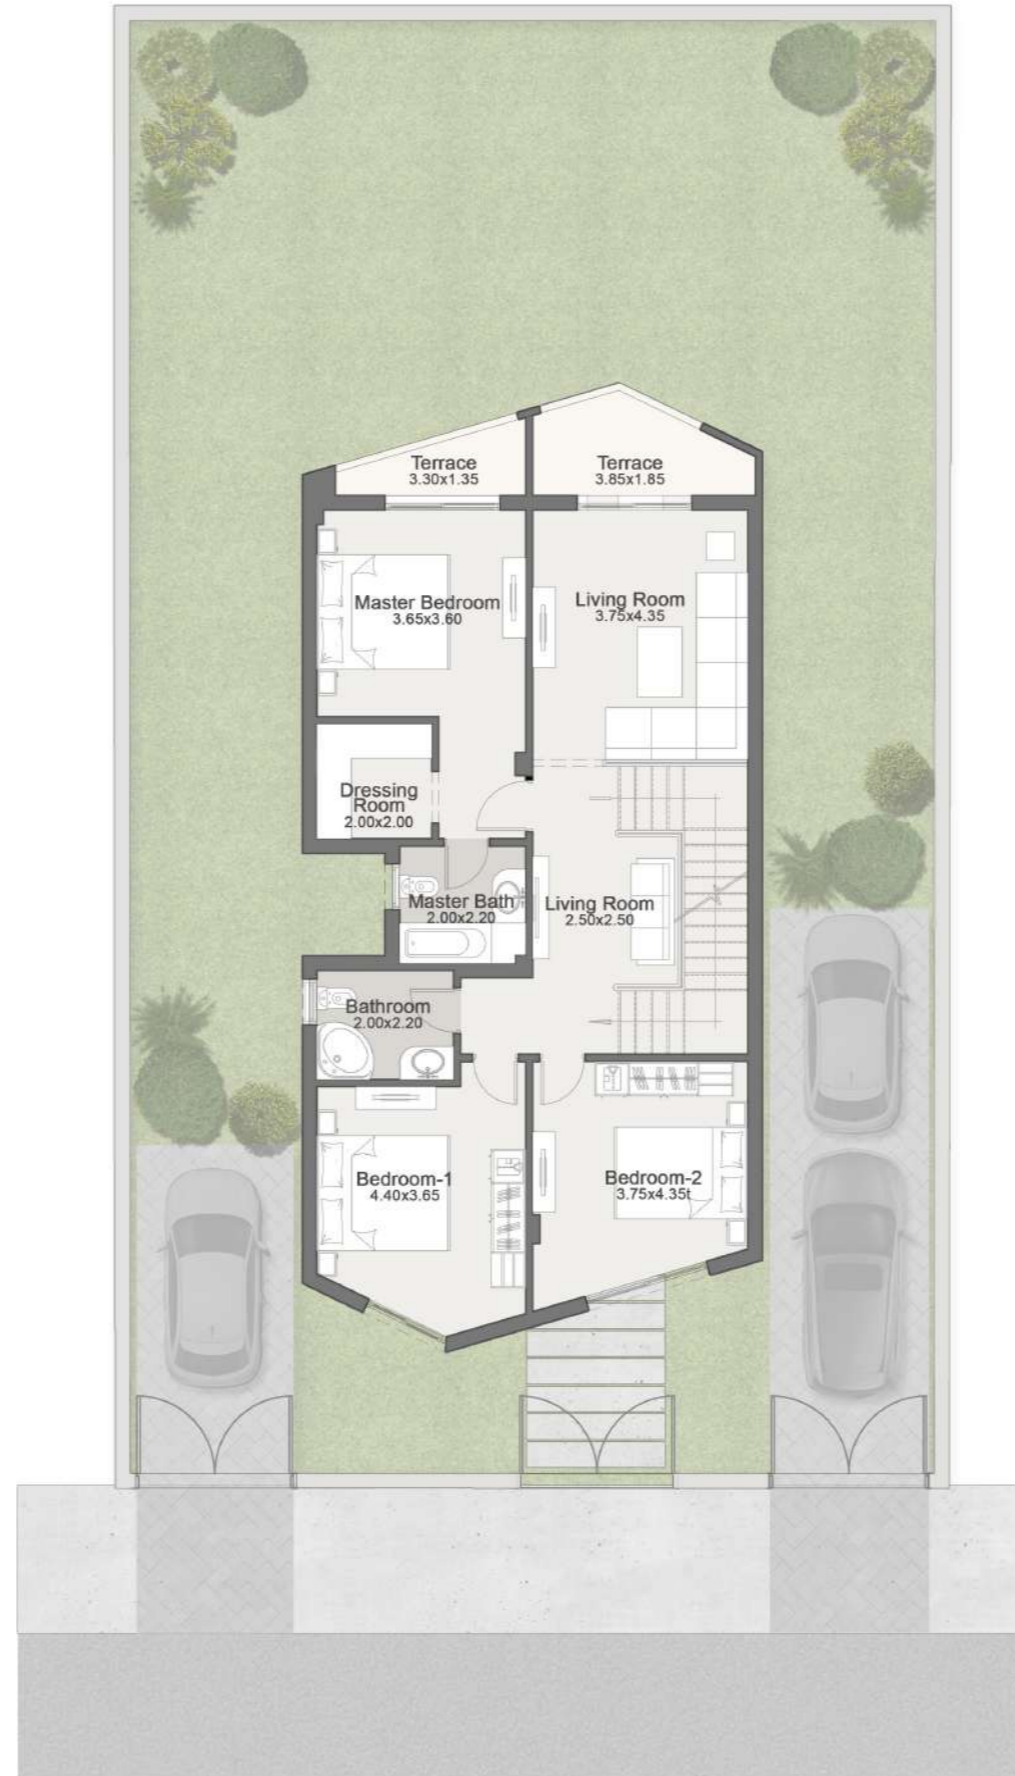 Terrace
3.30x1.35
Terrace
3.85x1.85
Master Bedroom
3.65x3.60
Living Room
3.75x4.35
Dressing
Room
2.00x2.00
Master Bath
2.00x2.20
Living Room
2.50x2.50
Bathroom
2.00x2.20
Bedroom-1
4.40x3.65
Bedroom-2
3.75x4.35t